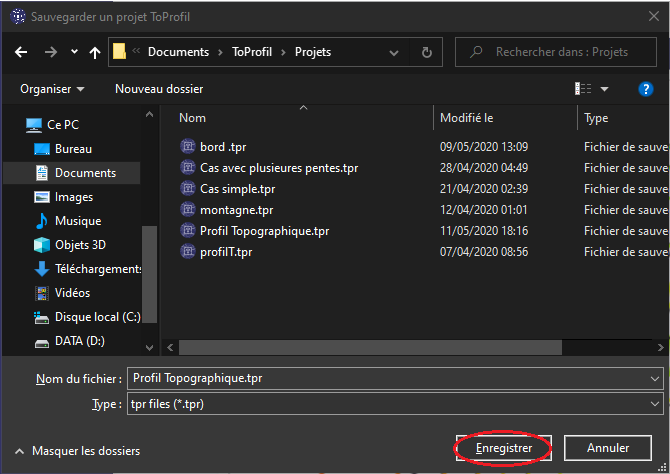 Sauvegarder un projet ToProfil
« Documents › ToProfil › Projets
Rechercher dans : Projets
Organiser
Nouveau dossier
Ce PC
Bureau
Documents
Images
Musique
Objets 3D
Téléchargements
Vidéos
Disque local (C:)
DATA (D:)
Nom Modifié le Type
bord .tpr 09/05/2020 13:09 Fichier de sauve
Cas avec plusieures pentes.tpr 28/04/2020 04:49 Fichier de sauve
Cas simple.tpr 21/04/2020 02:39 Fichier de sauve
montagne.tpr 12/04/2020 01:01 Fichier de sauve
Profil Topographique.tpr 11/05/2020 18:16 Fichier de sauve
profilT.tpr 07/04/2020 08:56 Fichier de sauve
Nom du fichier : Profil Topographique.tpr
Type : tpr files (*.tpr)
Masquer les dossiers
Enregistrer
Annuler